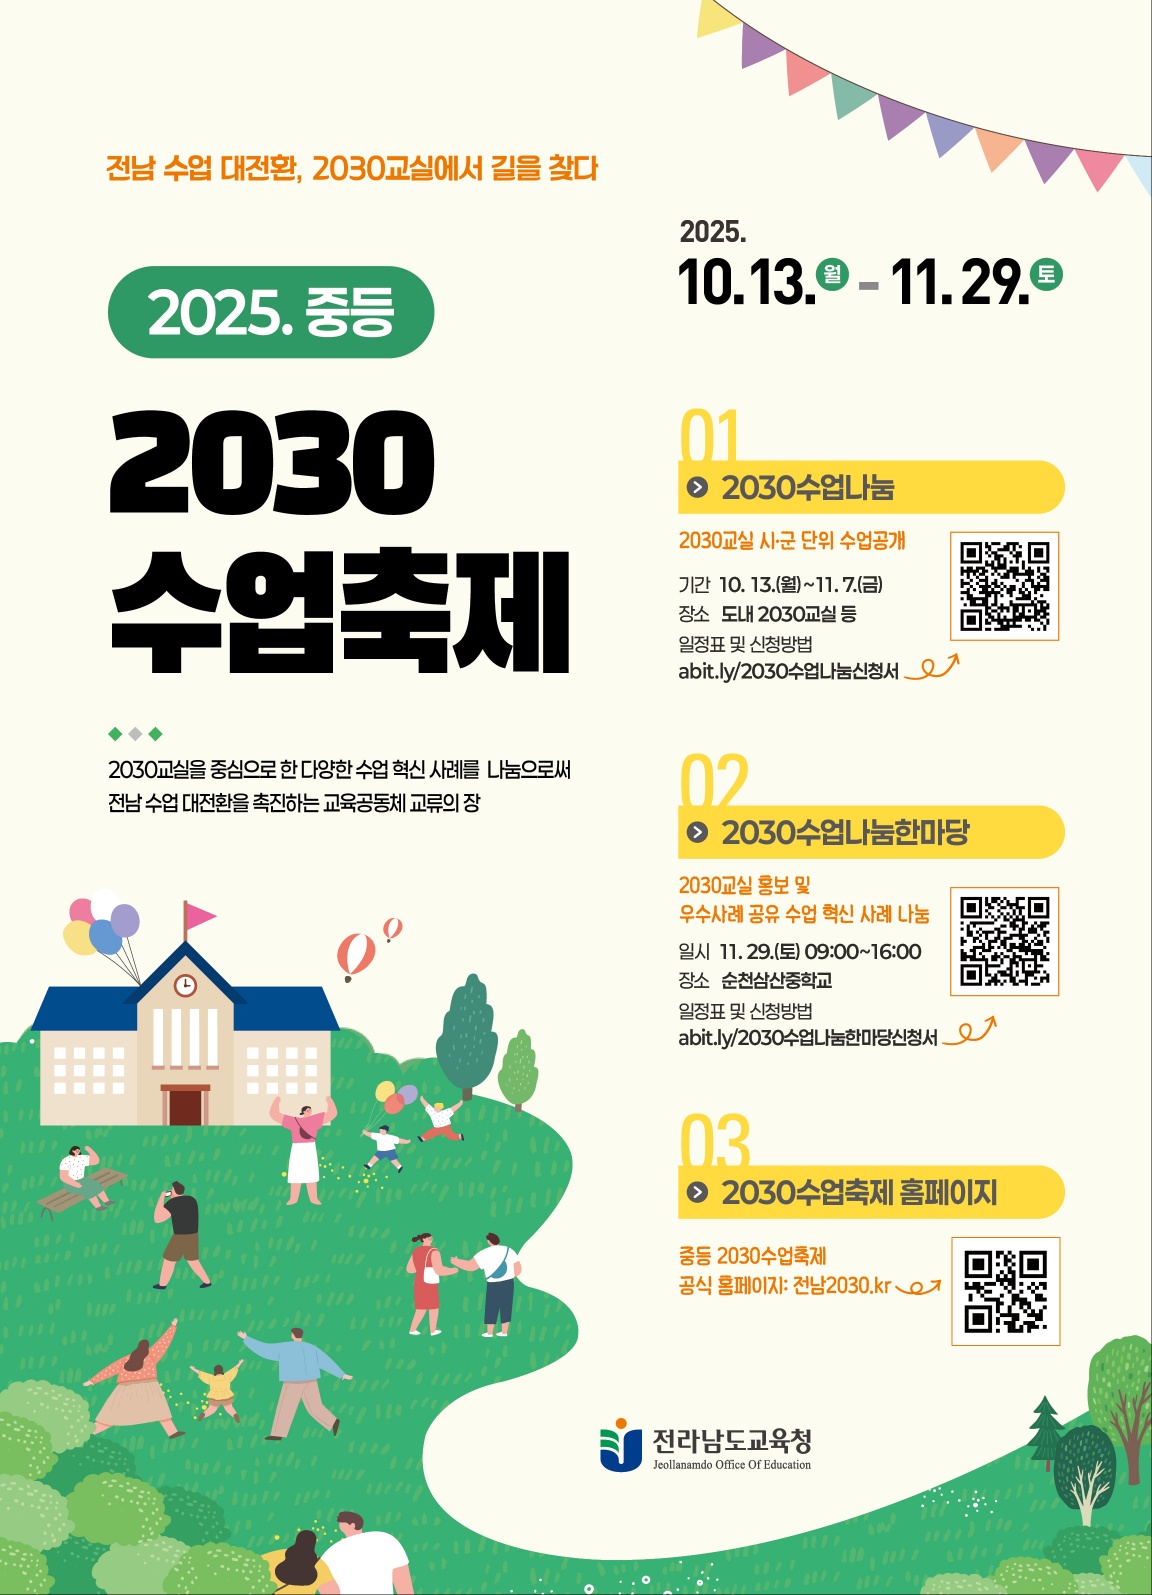 전남 수업 대전환, 2030교실에서 길을 찾다
2025. 중등
2030
수업축제
2030교실을 중심으로 한 다양한 수업 혁신 사례를 나눔으로써
전남 수업 대전환을 촉진하는 교육공동체 교류의 장
2025.
10. 13. 월 - 11. 29. 토
01
2030수업나눔
2030교실 시·군 단위 수업공개
기간 10. 13.(월)~11. 7.(금)
장소 도내 2030교실 등
일정표 및 신청방법
abit.ly/2030수업나눔신청서
02
2030수업나눔한마당
2030교실 홍보 및
우수사례 공유 수업 혁신 사례 나눔
일시 11. 29.(토) 09:00~16:00
장소 순천삼산중학교
일정표 및 신청방법
abit.ly/2030수업나눔한마당신청서
03
2030수업축제 홈페이지
중등 2030수업축제
공식 홈페이지: 전남2030.kr
전라남도교육청
Jeollanamdo Office Of Education